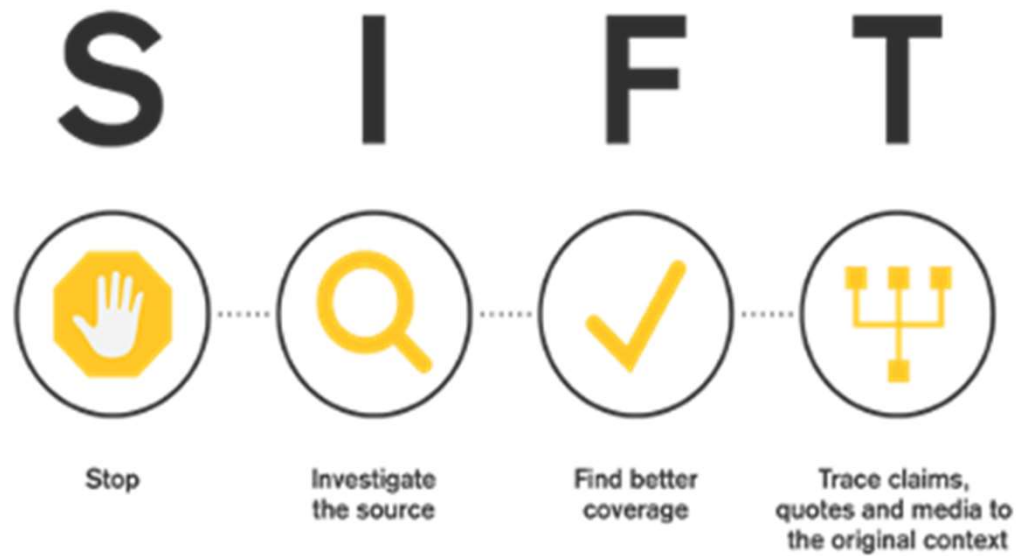 S I F T
Stop
Investigate
the source
Find better
coverage
Trace claims,
quotes and media to
the original context